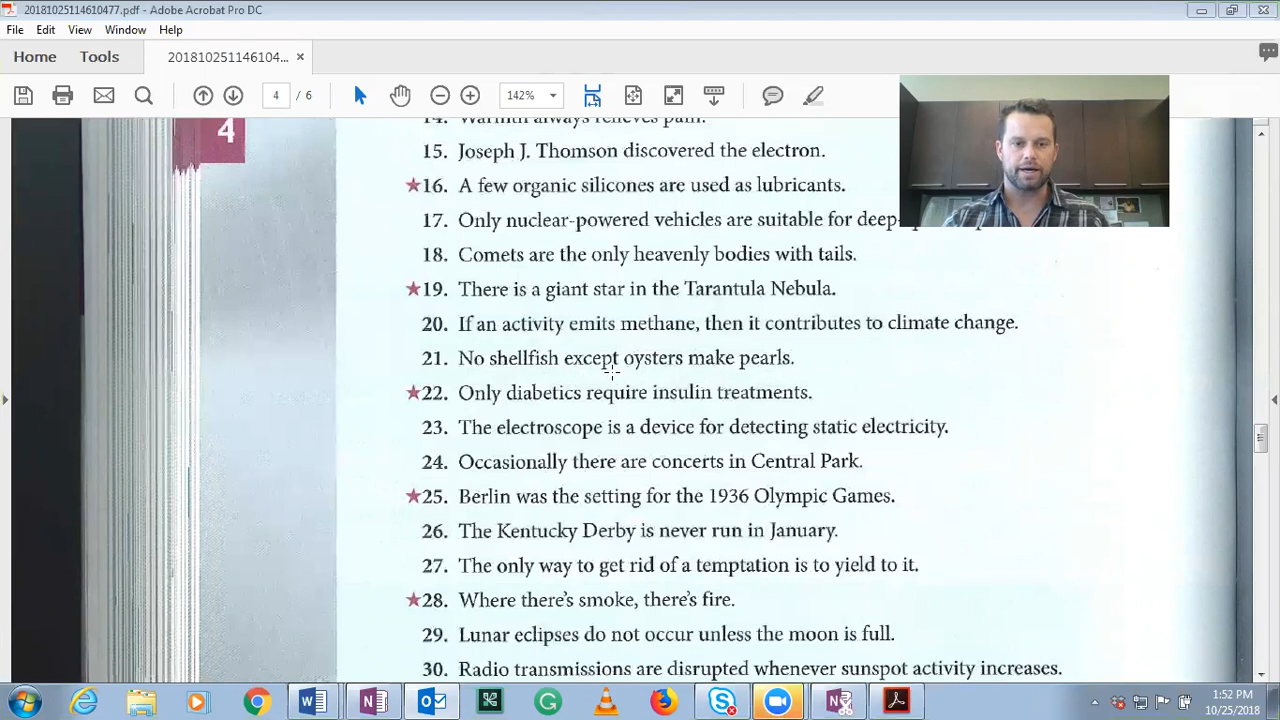 20181025114610477.pdf - Adobe Acrobat Pro DC
File Edit View Window Help
Home Tools 201810251146104... ×
4 / 6 142%
4
14. Warmth always relieves pain.
15. Joseph J. Thomson discovered the electron.
★16. A few organic silicones are used as lubricants.
17. Only nuclear-powered vehicles are suitable for deep-
18. Comets are the only heavenly bodies with tails.
★19. There is a giant star in the Tarantula Nebula.
20. If an activity emits methane, then it contributes to climate change.
21. No shellfish except oysters make pearls.
★22. Only diabetics require insulin treatments.
23. The electroscope is a device for detecting static electricity.
24. Occasionally there are concerts in Central Park.
★25. Berlin was the setting for the 1936 Olympic Games.
26. The Kentucky Derby is never run in January.
27. The only way to get rid of a temptation is to yield to it.
★28. Where there's smoke, there's fire.
29. Lunar eclipses do not occur unless the moon is full.
30. Radio transmissions are disrupted whenever sunspot activity increases.
1:52 PM
10/25/2018